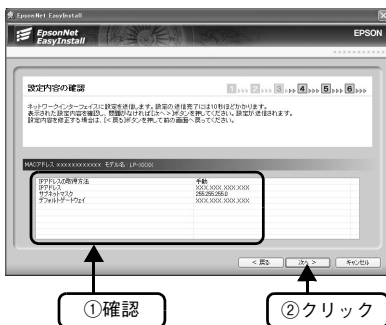 EpsonNet EasyInstall
EpsonNet
EasyInstall
EPSON
設定内容の確認
1 >>> 2 >>> 3 >>> 4 >>> 5 >>> 6 >>>
ネットワークインターフェイスに設定を送信します。設定の送信完了には10秒ほどかかります。
表示された設定内容を確認し、問題がなければ[次へ >]ボタンを押してください。設定が送信されます。
設定内容を修正する場合は、[< 戻る]ボタンを押して前の画面へ戻ってください。
MACアドレス xxxxxxxxxxxx モデル名 LP-XXXX
IPアドレスの取得方法 手動
IPアドレス XXX.XXX.XXX.XXX
サブネットマスク 255.255.255.0
デフォルトゲートウェイ XXX.XXX.XXX.XXX
< 戻る 次へ > キャンセル
①確認 ②クリック